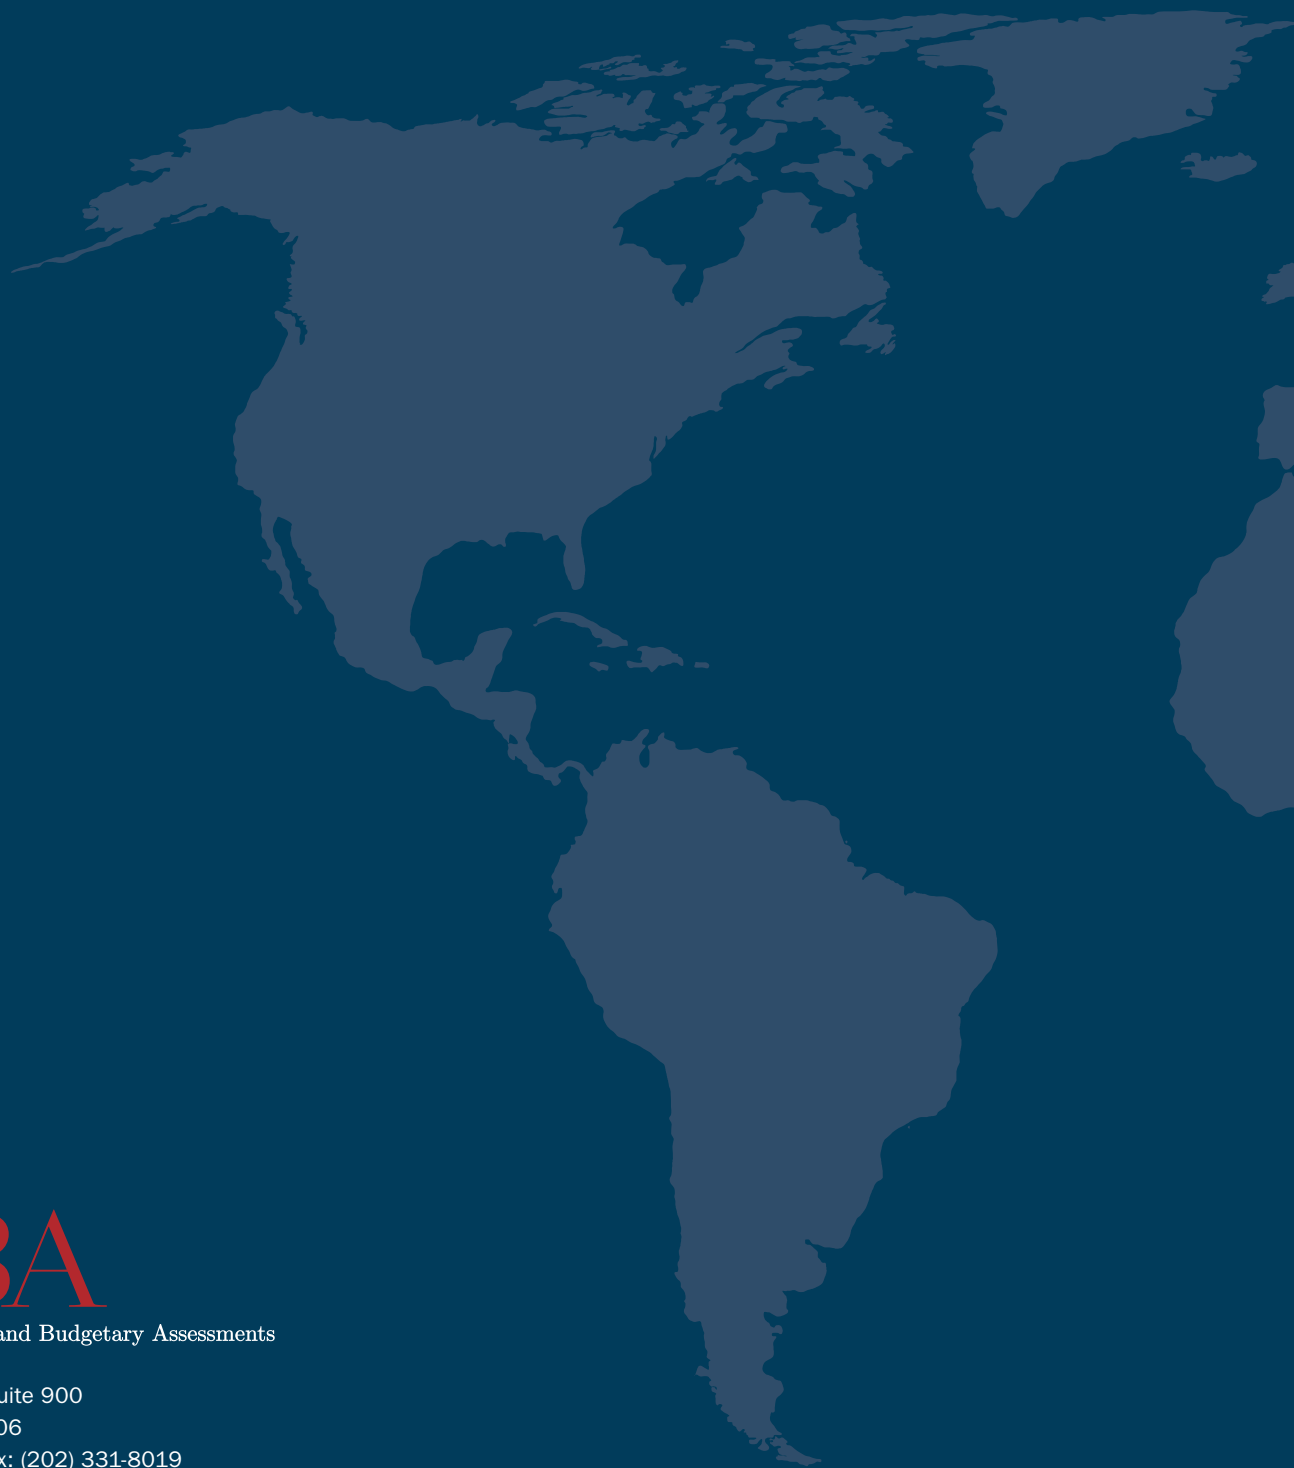 BA
and Budgetary Assessments
uite 900
06
x: (202) 331-8019